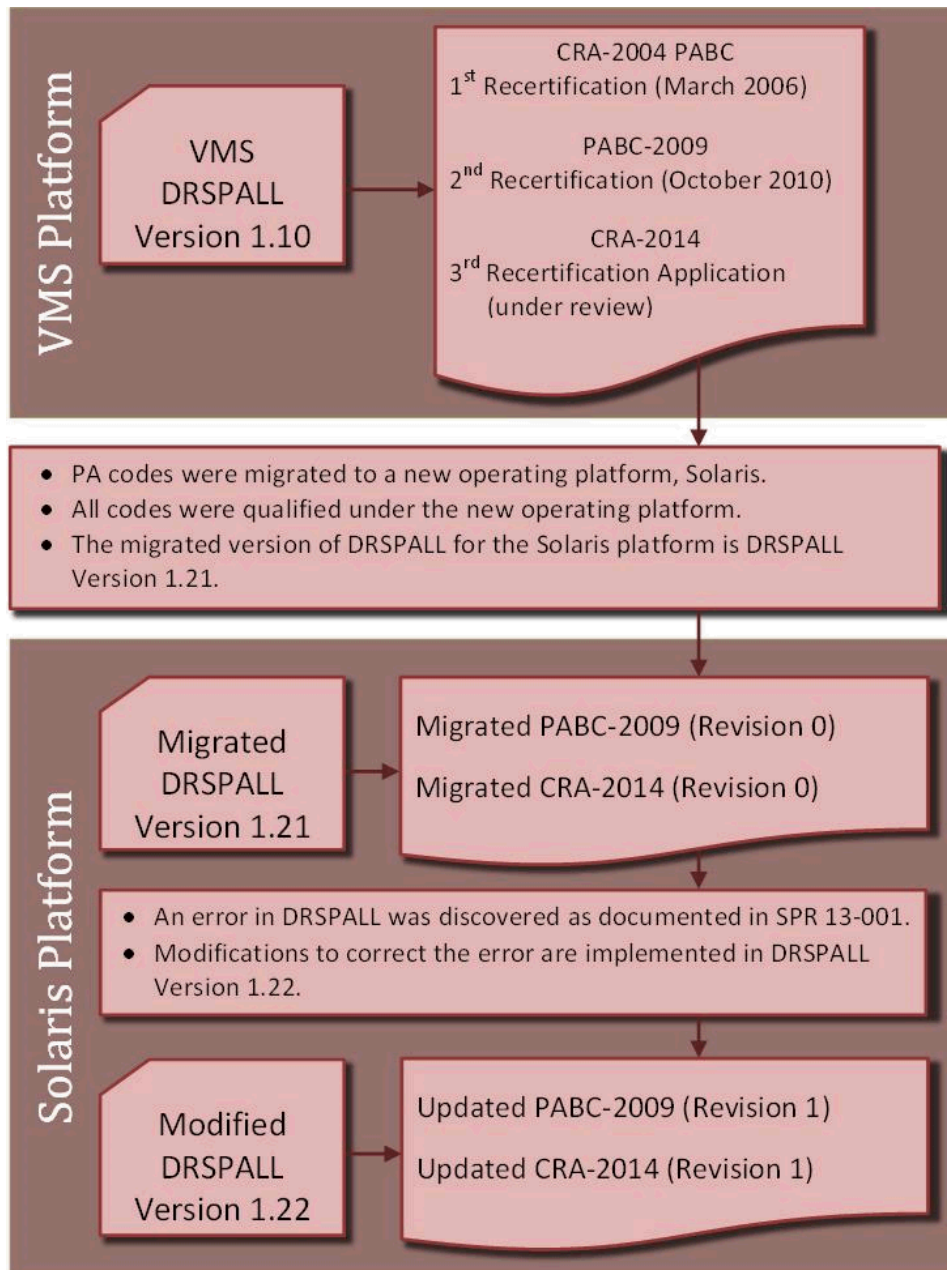 VMS Platform
VMS
DRSPALL
Version 1.10
CRA-2004 PABC
1st Recertification (March 2006)
PABC-2009
2nd Recertification (October 2010)
CRA-2014
3rd Recertification Application
(under review)
• PA codes were migrated to a new operating platform, Solaris.
• All codes were qualified under the new operating platform.
• The migrated version of DRSPALL for the Solaris platform is DRSPALL
Version 1.21.
Solaris Platform
Migrated
DRSPALL
Version 1.21
Migrated PABC-2009 (Revision 0)
Migrated CRA-2014 (Revision 0)
• An error in DRSPALL was discovered as documented in SPR 13-001.
• Modifications to correct the error are implemented in DRSPALL
Version 1.22.
Modified
DRSPALL
Version 1.22
Updated PABC-2009 (Revision 1)
Updated CRA-2014 (Revision 1)